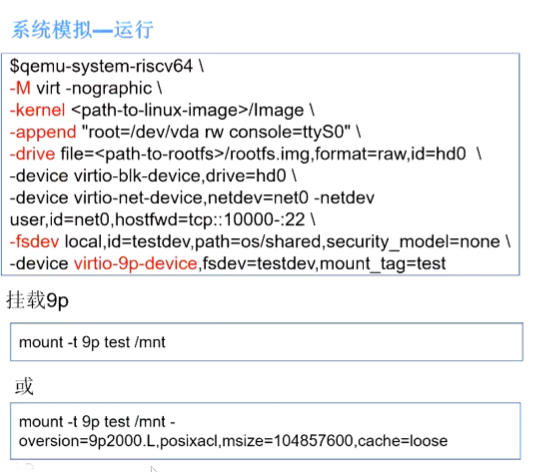 系统模拟—运行
$qemu-system-riscv64 \
-M virt -nographic \
-kernel <path-to-linux-image>/Image \
-append "root=/dev/vda rw console=ttyS0" \
-drive file=<path-to-rootfs>/rootfs.img,format=raw,id=hd0  \
-device virtio-blk-device,drive=hd0 \
-device virtio-net-device,netdev=net0 -netdev
user,id=net0,hostfwd=tcp::10000-:22 \
-fsdev local,id=testdev,path=os/shared,security_model=none \
-device virtio-9p-device,fsdev=testdev,mount_tag=test
挂载9p
mount -t 9p test /mnt
或
mount -t 9p test /mnt -
oversion=9p2000.L,posixacl,msize=104857600,cache=loose